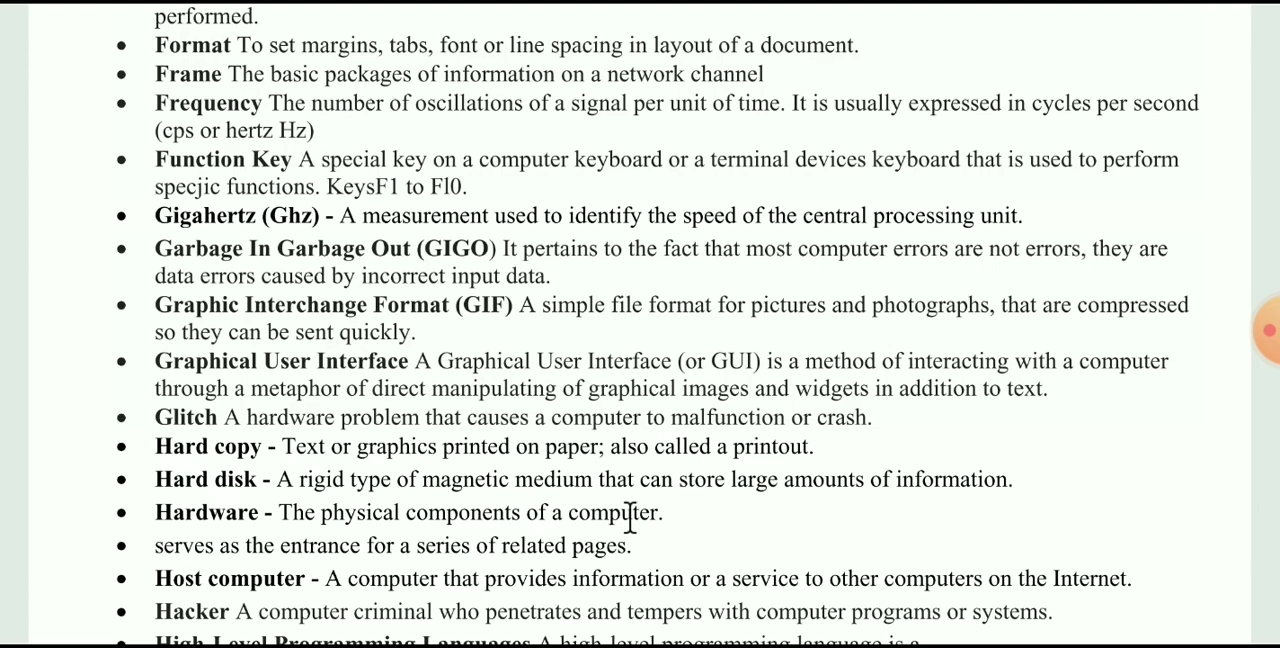 performed.
• Format To set margins, tabs, font or line spacing in layout of a document.
• Frame The basic packages of information on a network channel
• Frequency The number of oscillations of a signal per unit of time. It is usually expressed in cycles per second
(cps or hertz Hz)
• Function Key A special key on a computer keyboard or a terminal devices keyboard that is used to perform
specjic functions. KeysF1 to Fl0.
• Gigahertz (Ghz) - A measurement used to identify the speed of the central processing unit.
• Garbage In Garbage Out (GIGO) It pertains to the fact that most computer errors are not errors, they are
data errors caused by incorrect input data.
• Graphic Interchange Format (GIF) A simple file format for pictures and photographs, that are compressed
so they can be sent quickly.
• Graphical User Interface A Graphical User Interface (or GUI) is a method of interacting with a computer
through a metaphor of direct manipulating of graphical images and widgets in addition to text.
• Glitch A hardware problem that causes a computer to malfunction or crash.
• Hard copy - Text or graphics printed on paper; also called a printout.
• Hard disk - A rigid type of magnetic medium that can store large amounts of information.
• Hardware - The physical components of a computer.
• serves as the entrance for a series of related pages.
• Host computer - A computer that provides information or a service to other computers on the Internet.
• Hacker A computer criminal who penetrates and tempers with computer programs or systems.
• High-Level Programming Languages A high-level programming language is a